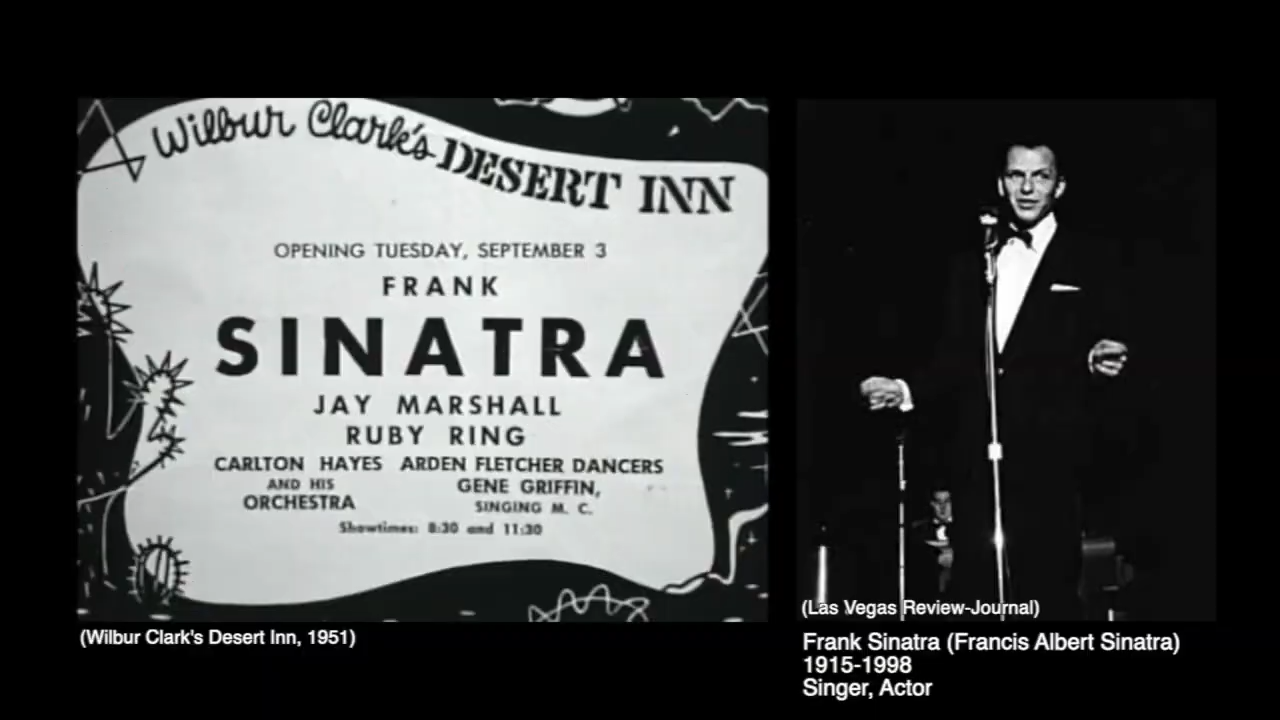 Wilbur Clark's DESERT INN
OPENING TUESDAY, SEPTEMBER 3
FRANK
SINATRA
JAY MARSHALL
RUBY RING
CARLTON HAYES ARDEN FLETCHER DANCERS
AND HIS GENE GRIFFIN,
ORCHESTRA SINGING M. C.
Showtimes: 8:30 and 11:30
(Wilbur Clark's Desert Inn, 1951)
(Las Vegas Review-Journal)
Frank Sinatra (Francis Albert Sinatra)
1915-1998
Singer, Actor